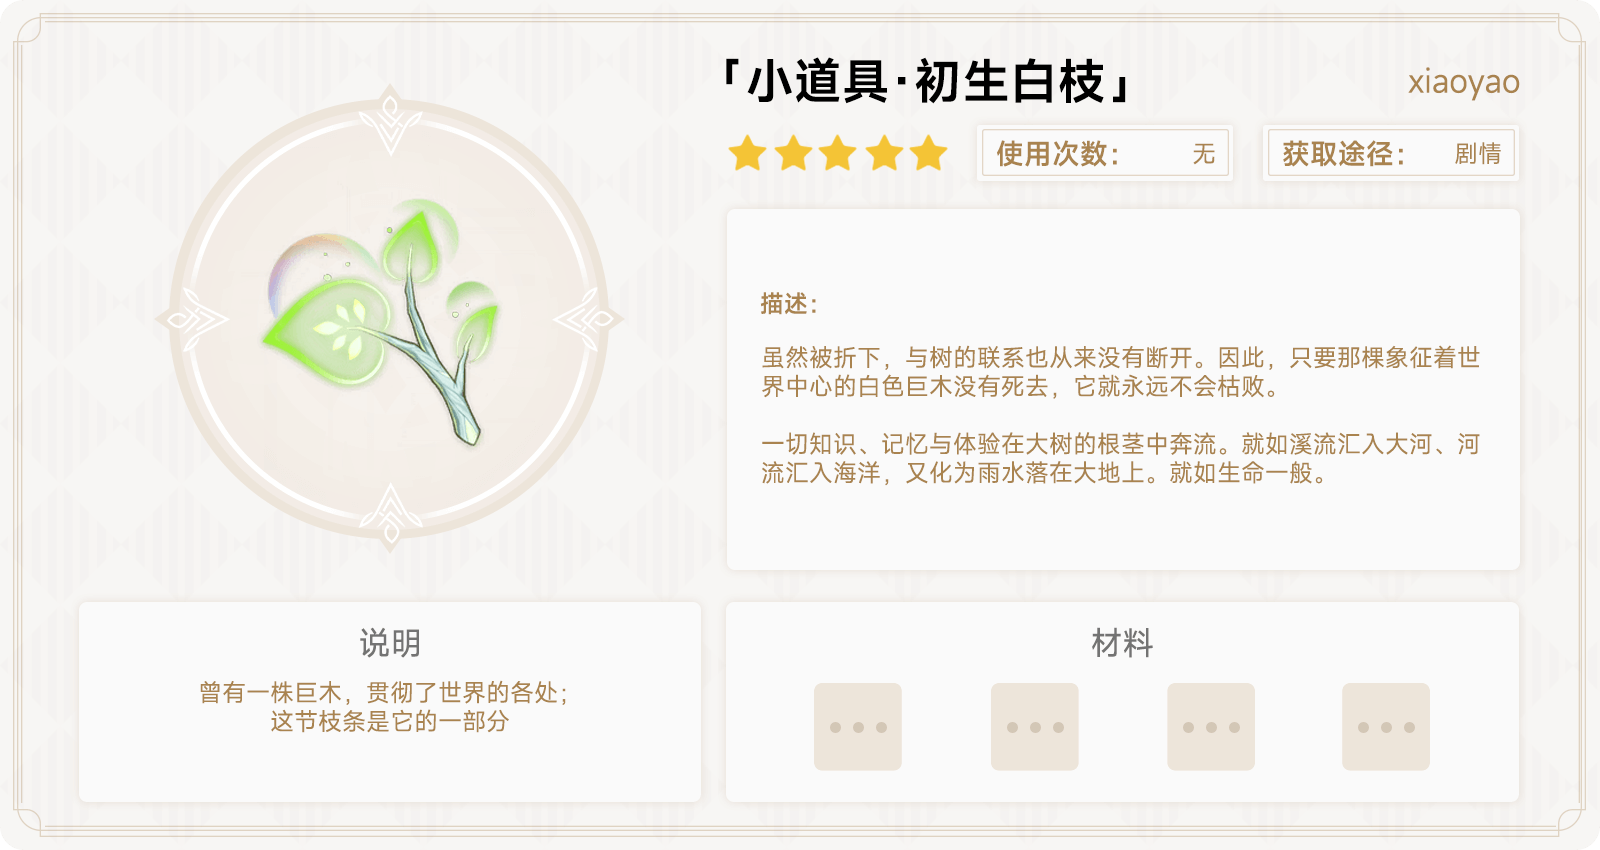 「小道具·初生白枝」
xiaoyao
使用次数： 无
获取途径： 剧情
描述：
虽然被折下，与树的联系也从来没有断开。因此，只要那棵象征着世
界中心的白色巨木没有死去，它就永远不会枯败。
一切知识、记忆与体验在大树的根茎中奔流。就如溪流汇入大河、河
流汇入海洋，又化为雨水落在大地上。就如生命一般。
说明
曾有一株巨木，贯彻了世界的各处；
这节枝条是它的一部分
材料